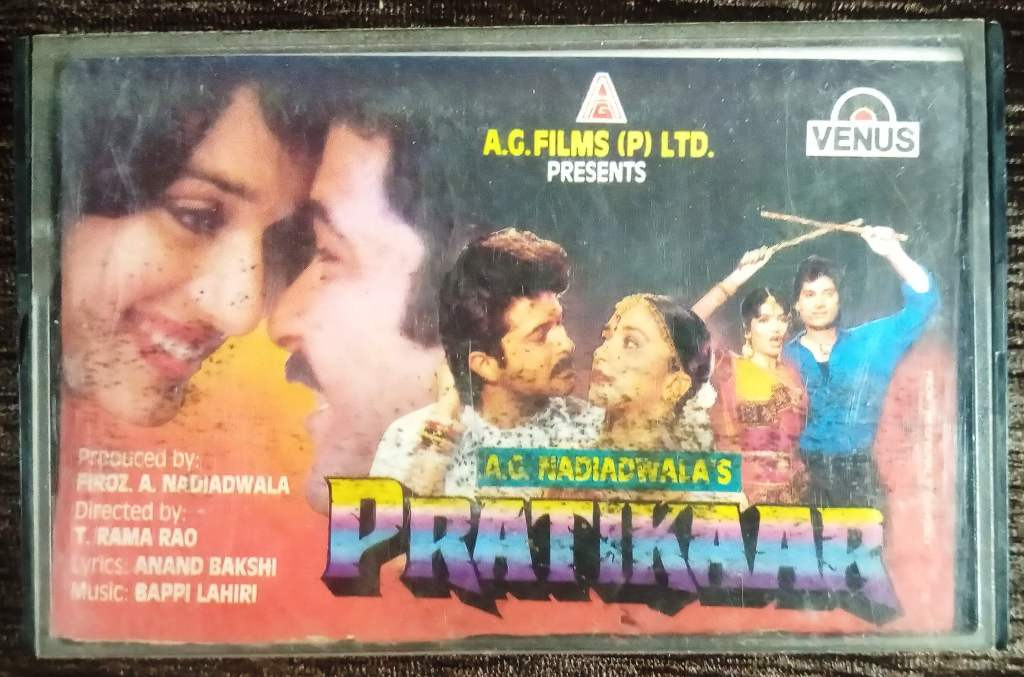 A G
A.G. FILMS (P) LTD.
PRESENTS
VENUS
A.G. NADIADWALA'S
PRATIKAAR
Produced by:
FIROZ. A. NADIADWALA
Directed by:
T. RAMA RAO
Lyrics: ANAND BAKSHI
Music: BAPPI LAHIRI